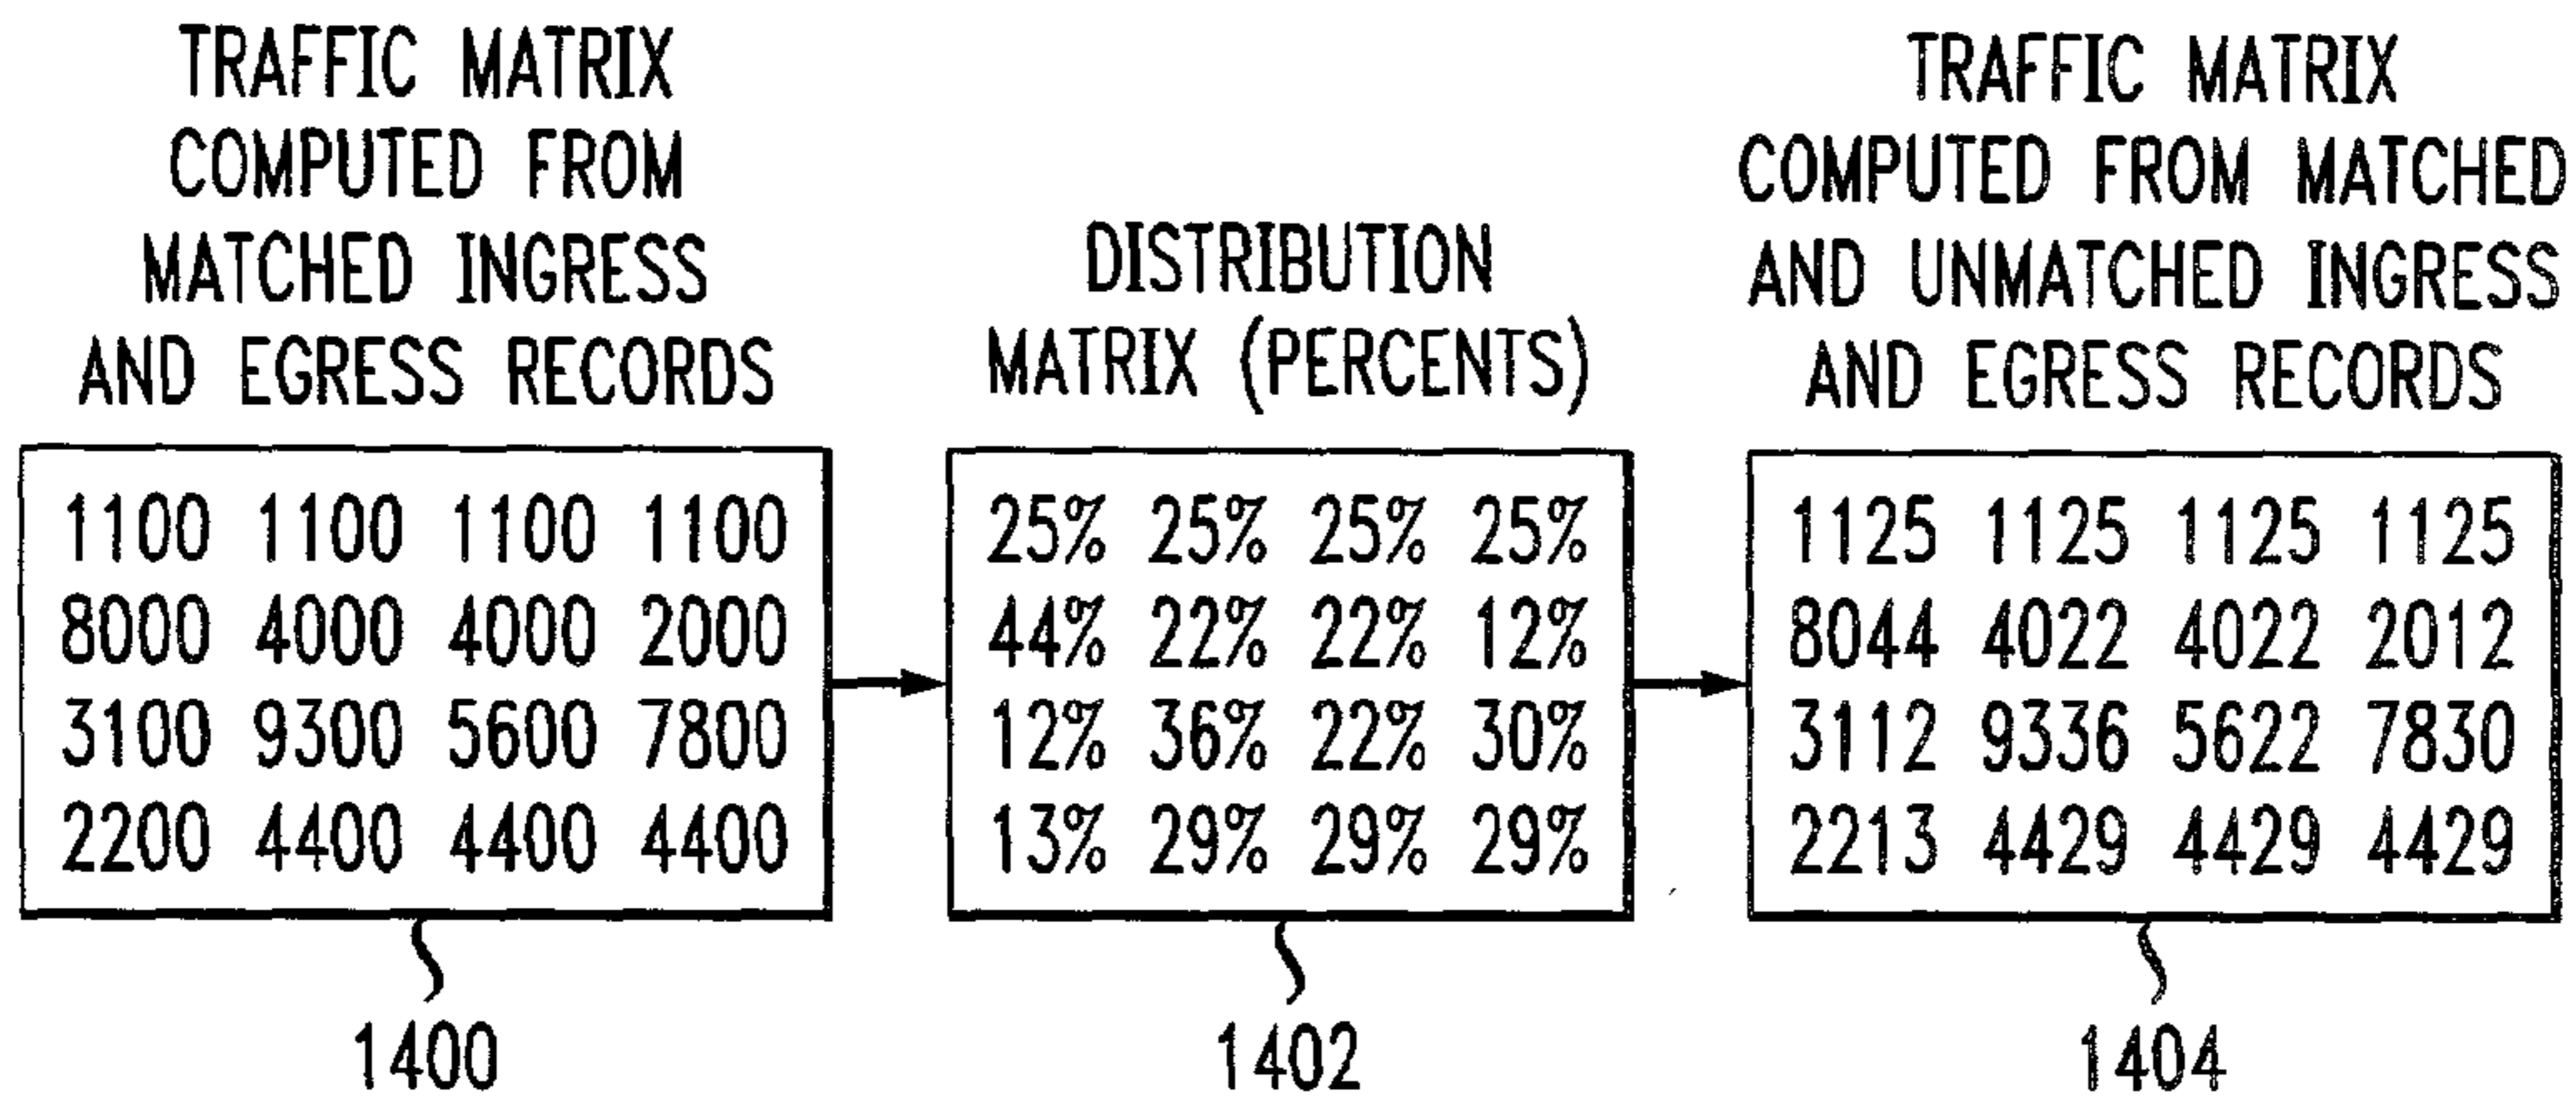 TRAFFIC MATRIX
COMPUTED FROM
MATCHED INGRESS
AND EGRESS RECORDS
1100 1100 1100 1100
8000 4000 4000 2000
3100 9300 5600 7800
2200 4400 4400 4400
1400
DISTRIBUTION
MATRIX (PERCENTS)
25% 25% 25% 25%
44% 22% 22% 12%
12% 36% 22% 30%
13% 29% 29% 29%
1402
TRAFFIC MATRIX
COMPUTED FROM MATCHED
AND UNMATCHED INGRESS
AND EGRESS RECORDS
1125 1125 1125 1125
8044 4022 4022 2012
3112 9336 5622 7830
2213 4429 4429 4429
1404